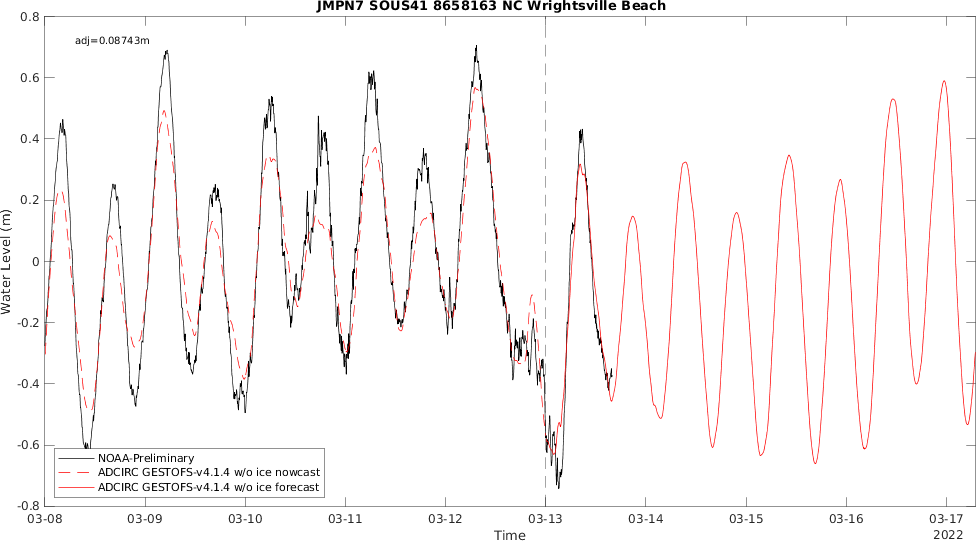 JMPN7 SOUS41 8658163 NC Wrightsville Beach
adj=0.08743m
0.8
0.6
0.4
0.2
0
-0.2
-0.4
-0.6
-0.8
Water Level (m)
NOAA-Preliminary
ADCIRC GESTOFS-v4.1.4 w/o ice nowcast
ADCIRC GESTOFS-v4.1.4 w/o ice forecast
03-08 03-09 03-10 03-11 03-12 03-13 03-14 03-15 03-16 03-17
Time
2022